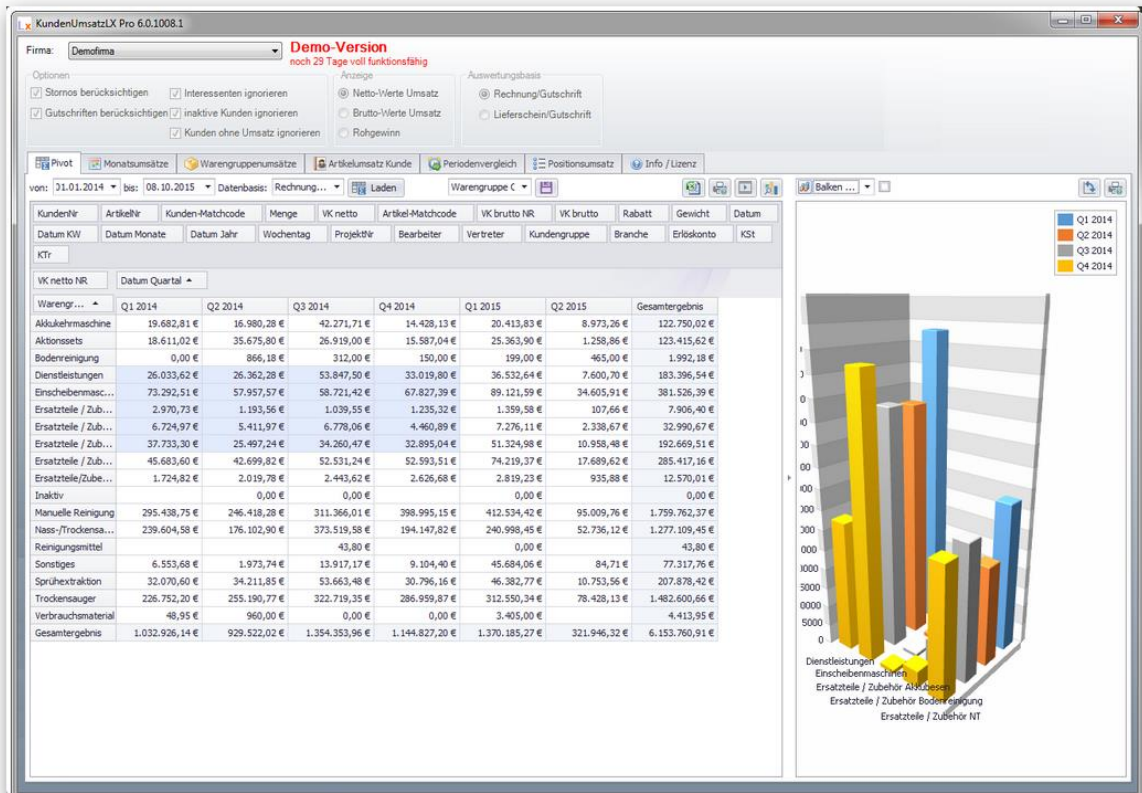 KundenUmsatzLX Pro 6.0.1008.1
Firma: Demofirma
Demo-Version
noch 29 Tage voll funktionsfähig
Optionen Anzeige Auswertungsbasis
Stornos berücksichtigen Interessenten ignorieren Netto-Werte Umsatz Rechnung/Gutschrift
Gutschriften berücksichtigen inaktive Kunden ignorieren Brutto-Werte Umsatz Lieferschein/Gutschrift
Kunden ohne Umsatz ignorieren Rohgewinn
Pivot Monatsumsätze Warengruppenumsätze Artikelumsatz Kunde Periodenvergleich Positionsumsatz Info / Lizenz
von: 31.01.2014 bis: 08.10.2015 Datenbasis: Rechnung... Laden Warengruppe Balken ...
KundenNr ArtikelNr Kunden-Matchcode Menge VK netto Artikel-Matchcode VK brutto NR VK brutto Rabatt Gewicht Datum
Datum KW Datum Monate Datum Jahr Wochentag ProjektNr Bearbeiter Vertreter Kundengruppe Branche Erlöskonto KSt
KTr
VK netto NR Datum Quartal
Warengr... Q1 2014 Q2 2014 Q3 2014 Q4 2014 Q1 2015 Q2 2015 Gesamtergebnis
Akkukehrmaschine 19.682,81 € 16.980,28 € 42.271,71 € 14.428,13 € 20.413,83 € 8.973,26 € 122.750,02 €
Aktionssets 18.611,02 € 35.675,80 € 26.919,00 € 15.587,04 € 25.363,90 € 1.258,86 € 123.415,62 €
Bodenreinigung 0,00 € 866,18 € 312,00 € 150,00 € 199,00 € 465,00 € 1.992,18 €
Dienstleistungen 26.033,62 € 26.362,28 € 53.847,50 € 33.019,80 € 36.532,64 € 7.600,70 € 183.396,54 €
Einscheibenmasc... 73.292,51 € 57.957,57 € 58.721,42 € 67.827,39 € 89.121,59 € 34.605,91 € 381.526,39 €
Ersatzteile / Zub... 2.970,73 € 1.193,56 € 1.039,55 € 1.235,32 € 1.359,58 € 107,66 € 7.906,40 €
Ersatzteile / Zub... 6.724,97 € 5.411,97 € 6.778,06 € 4.460,89 € 7.276,11 € 2.338,67 € 32.990,67 €
Ersatzteile / Zub... 37.733,30 € 25.497,24 € 34.260,47 € 32.895,04 € 51.324,98 € 10.958,48 € 192.669,51 €
Ersatzteile / Zub... 45.683,60 € 42.699,82 € 52.531,24 € 52.593,51 € 74.219,37 € 17.689,62 € 285.417,16 €
Ersatzteile/Zube... 1.724,82 € 2.019,78 € 2.443,62 € 2.626,68 € 2.819,23 € 935,88 € 12.570,01 €
Inaktiv 0,00 € 0,00 € 0,00 € 0,00 €
Manuelle Reinigung 295.438,75 € 246.418,28 € 311.366,01 € 398.995,15 € 412.534,42 € 95.009,76 € 1.759.762,37 €
Nass-/Trockensa... 239.604,58 € 176.102,90 € 373.519,58 € 194.147,82 € 240.998,45 € 52.736,12 € 1.277.109,45 €
Reinigungsmittel 43,80 € 0,00 € 43,80 €
Sonstiges 6.553,68 € 1.973,74 € 13.917,17 € 9.104,40 € 45.684,06 € 84,71 € 77.317,76 €
Sprühextraktion 32.070,60 € 34.211,85 € 53.663,48 € 30.796,16 € 46.382,77 € 10.753,56 € 207.878,42 €
Trockensauger 226.752,20 € 255.190,77 € 322.719,35 € 286.959,87 € 312.550,34 € 78.428,13 € 1.482.600,66 €
Verbrauchsmaterial 48,95 € 960,00 € 0,00 € 0,00 € 3.405,00 € 4.413,95 €
Gesamtergebnis 1.032.926,14 € 929.522,02 € 1.354.353,96 € 1.144.827,20 € 1.370.185,27 € 321.946,32 € 6.153.760,91 €
Q1 2014
Q2 2014
Q3 2014
Q4 2014
5000
0
Dienstleistungen
Einscheibenmaschinen
Ersatzteile / Zubehör Akkubesen
Ersatzteile / Zubehör Bodenreinigung
Ersatzteile / Zubehör NT